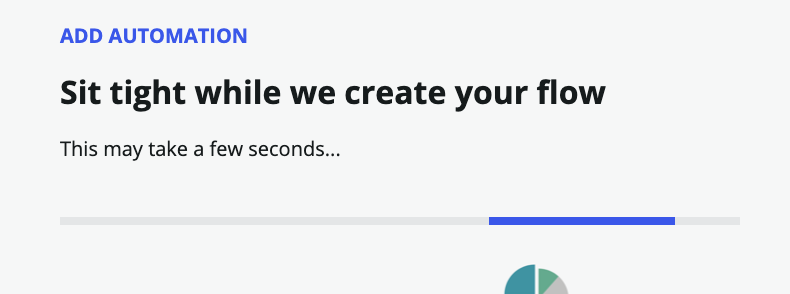 ADD AUTOMATION
Sit tight while we create your flow
This may take a few seconds...